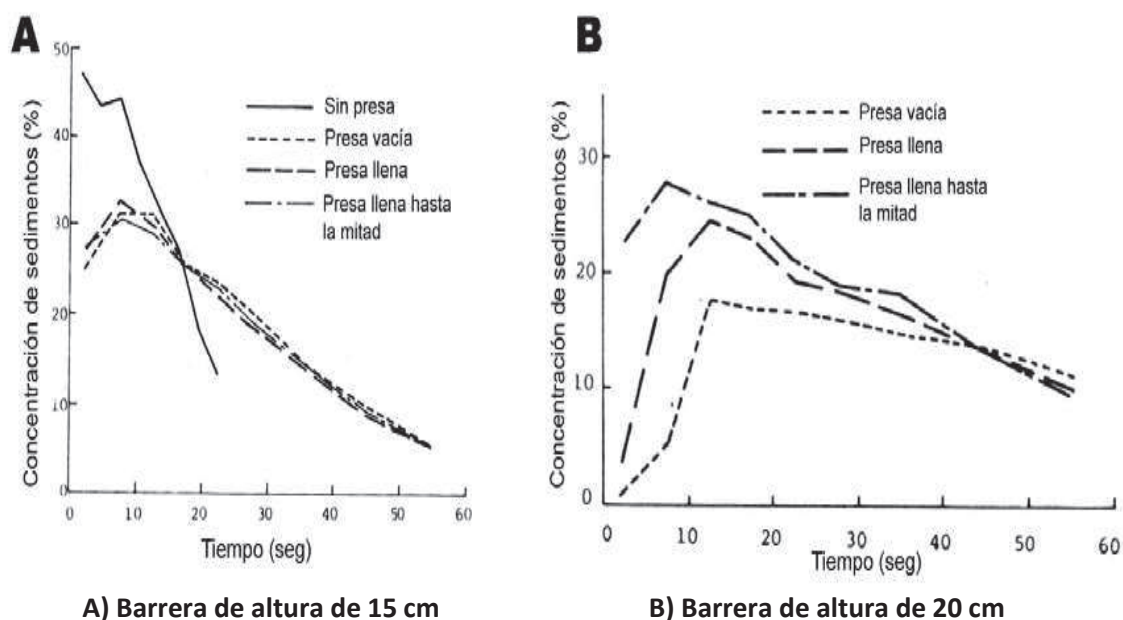 A
Concentración de sedimentos (%)
50
40
30
20
10
0
Sin presa
Presa vacía
Presa llena
Presa llena hasta
la mitad
0 10 20 30 40 50 60
Tiempo (seg)
A) Barrera de altura de 15 cm
B
Concentración de sedimentos (%)
30
20
10
0
Presa vacía
Presa llena
Presa llena hasta
la mitad
0 10 20 30 40 50 60
Tiempo (seg)
B) Barrera de altura de 20 cm